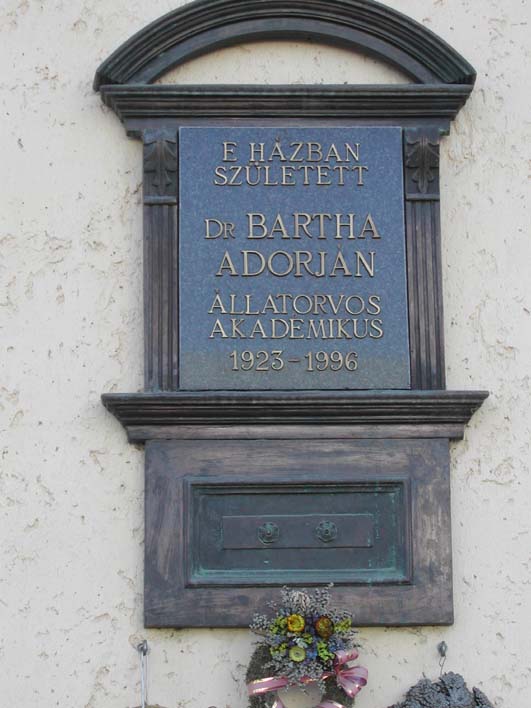 E HÁZBAN
SZÜLETETT
DR BARTHA
ADORJÁN
ÁLLATORVOS
AKADÉMIKUS
1923-1996